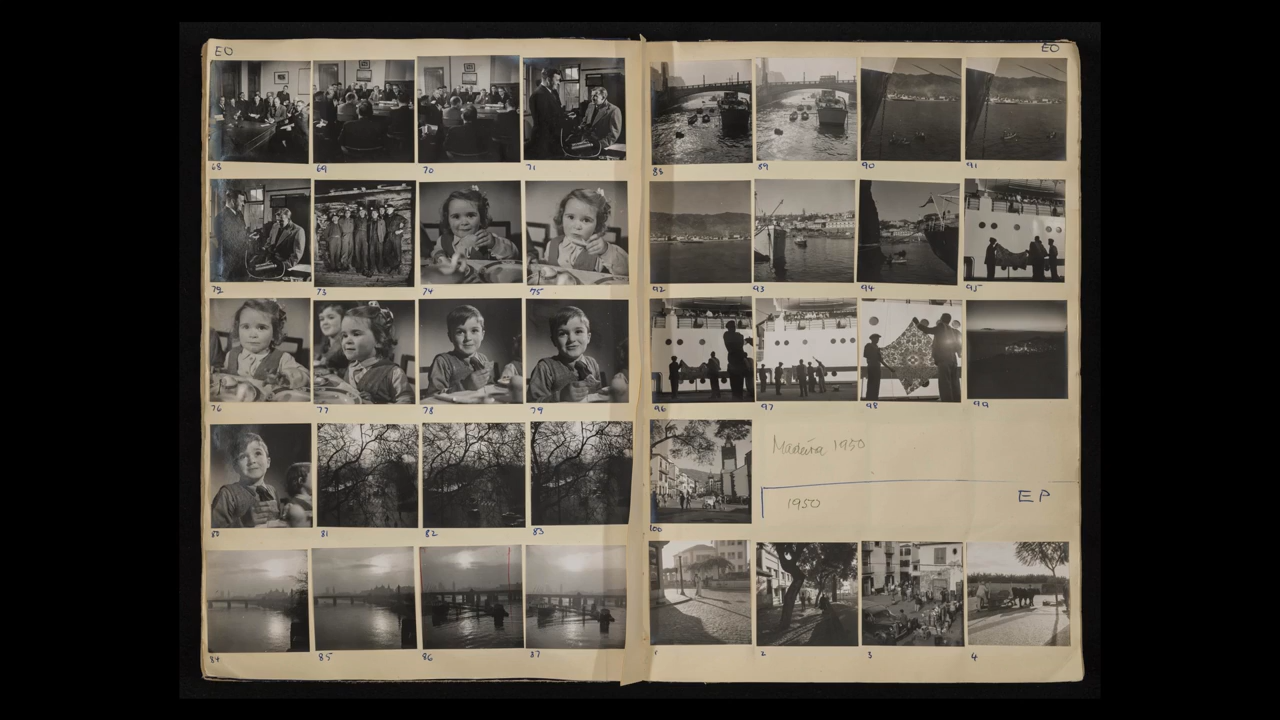 EO
68 69 70 71
72 73 74 75
76 77 78 79
80 81 82 83
84 85 86 87
EO
88 89 90 91
92 93 94 95
96 97 98 99
100
Madeira 1950
1950 EP
1 2 3 4